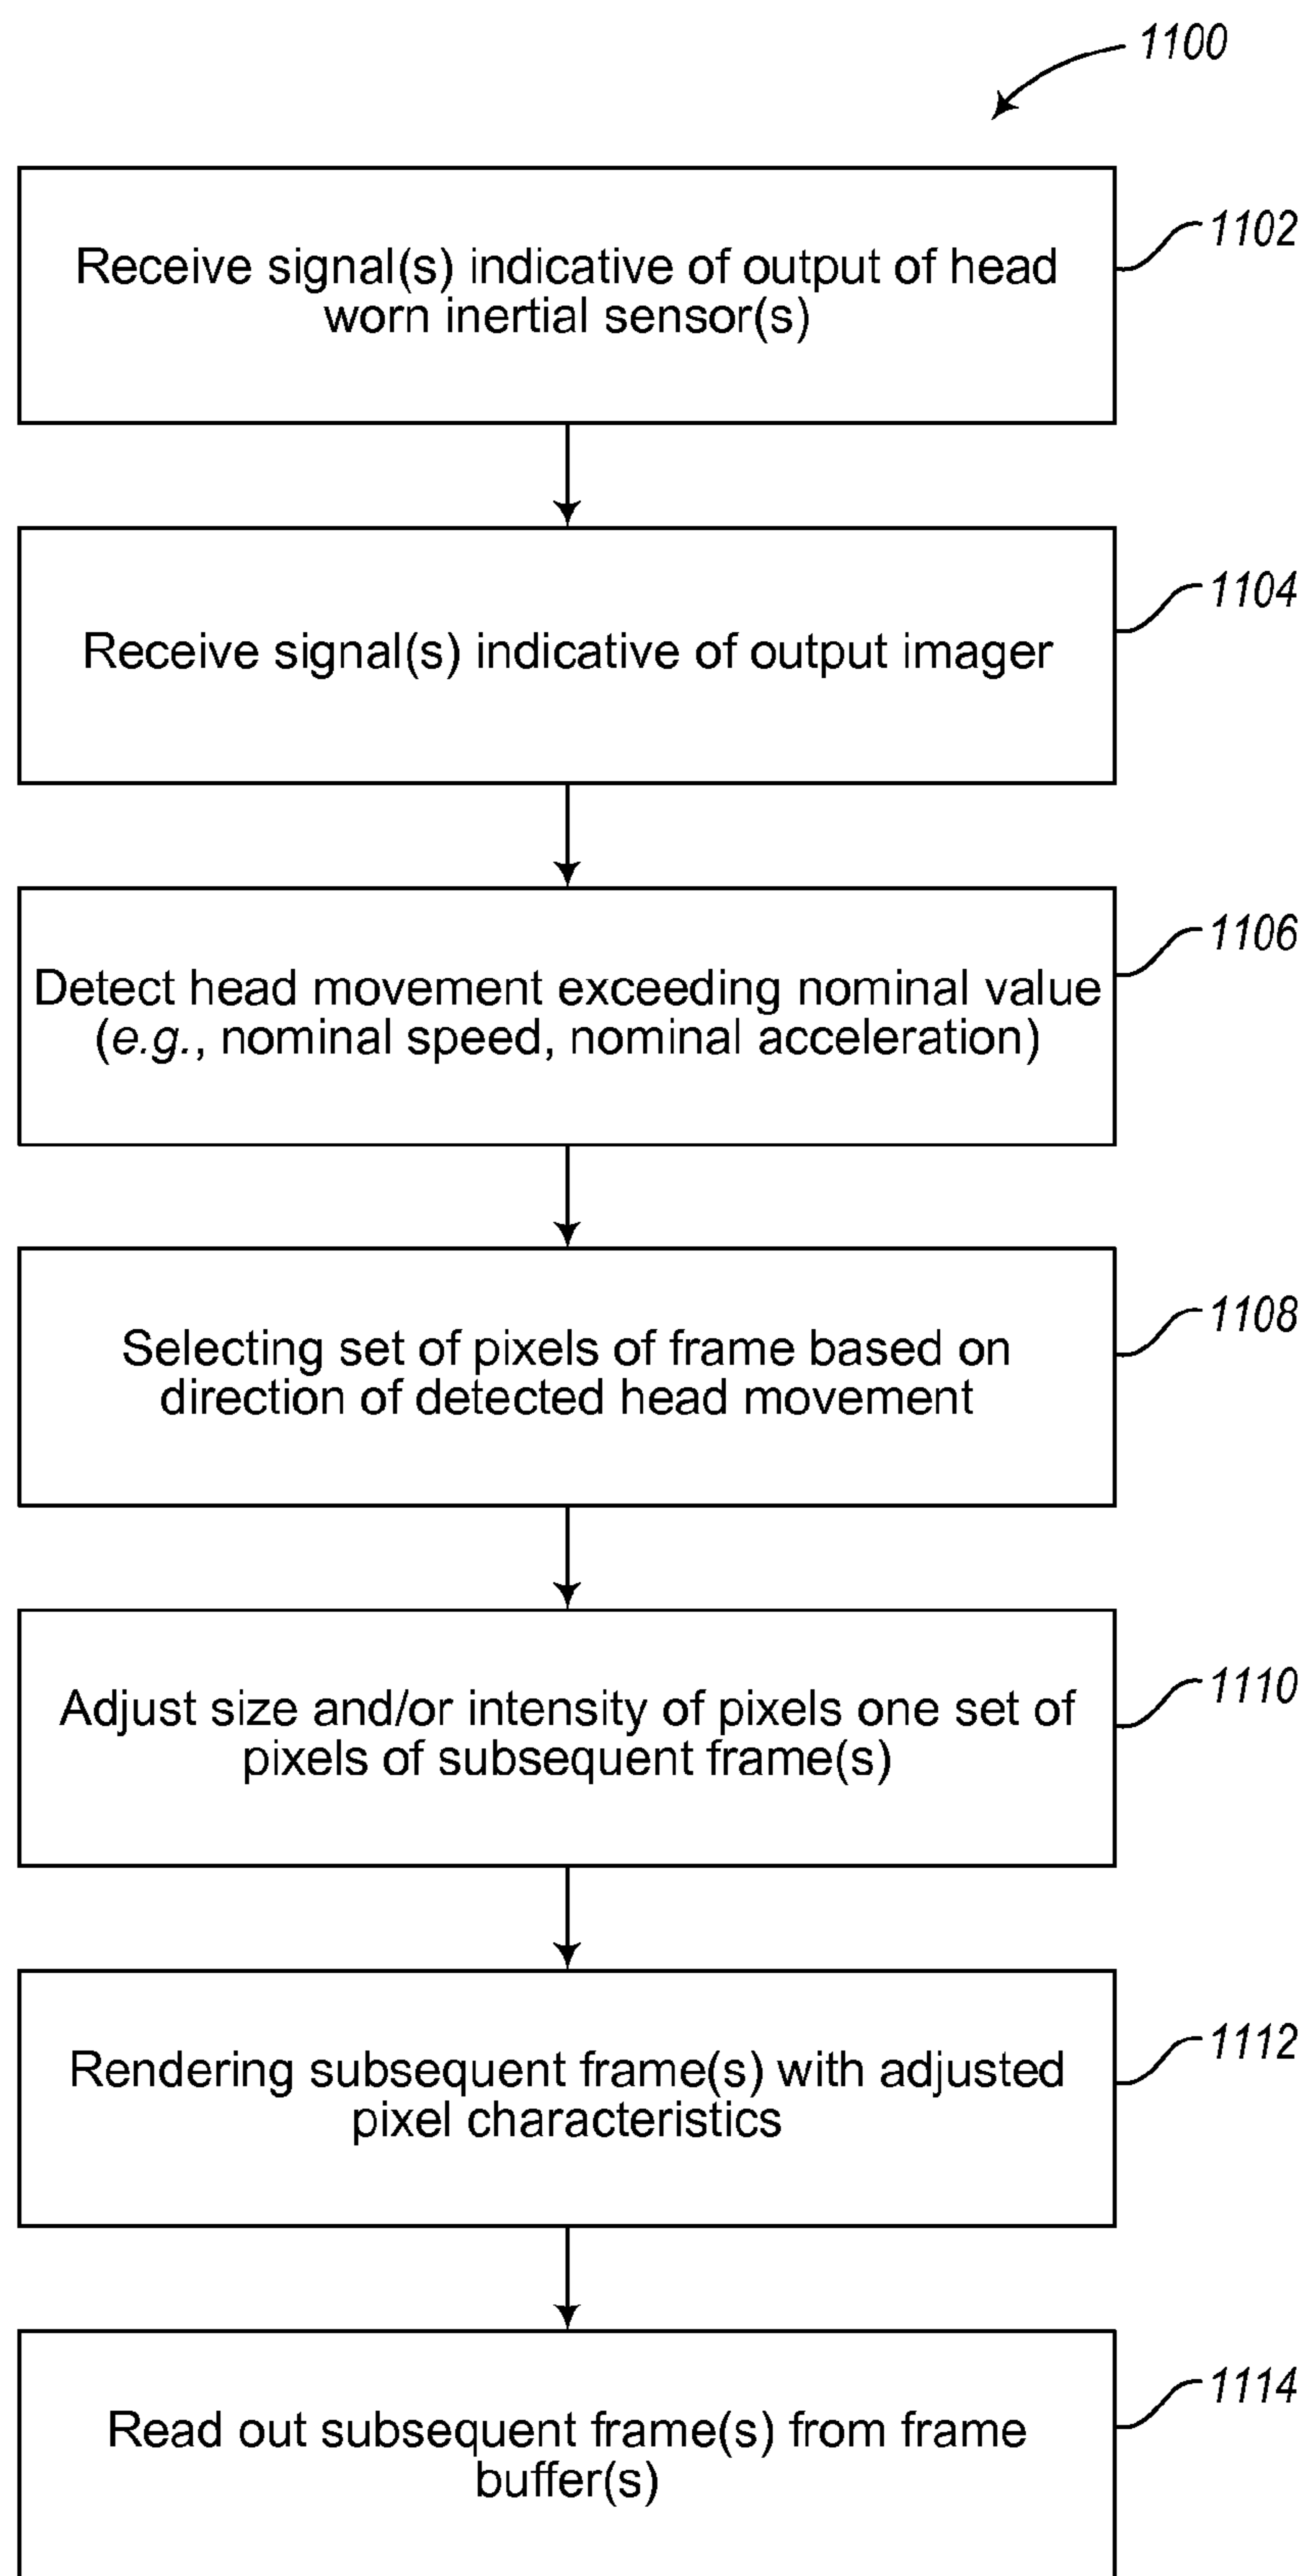 1100
1102
Receive signal(s) indicative of output of head
worn inertial sensor(s)
1104
Receive signal(s) indicative of output imager
1106
Detect head movement exceeding nominal value
(e.g., nominal speed, nominal acceleration)
1108
Selecting set of pixels of frame based on
direction of detected head movement
1110
Adjust size and/or intensity of pixels one set of
pixels of subsequent frame(s)
1112
Rendering subsequent frame(s) with adjusted
pixel characteristics
1114
Read out subsequent frame(s) from frame
buffer(s)